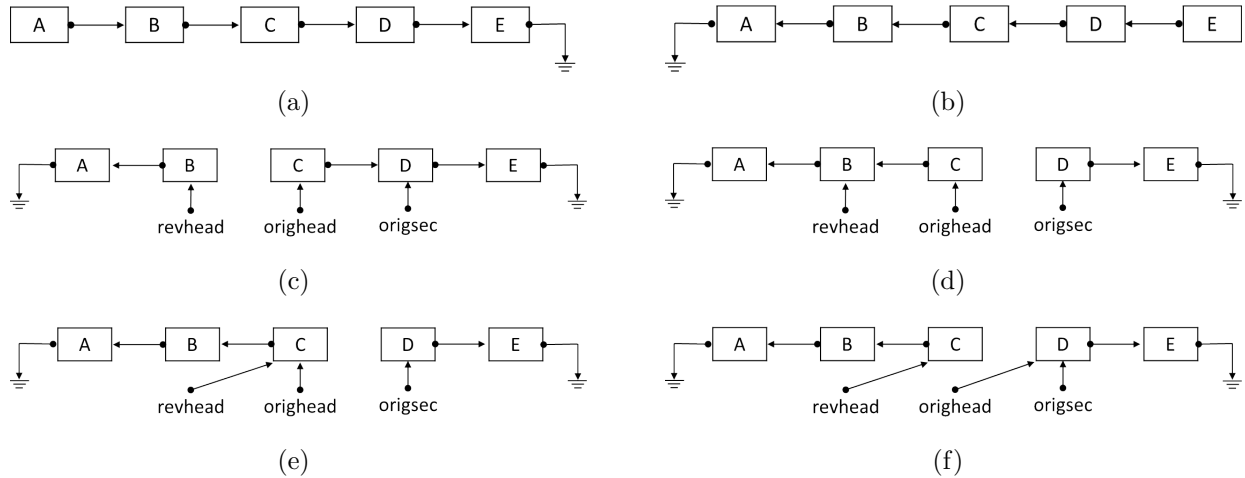 A B C D E
A B C D E
(a)
(b)
A B C D E
A B C D E
revhead orighead origsec
revhead orighead origsec
(c)
(d)
A B C D E
A B C D E
revhead orighead origsec
revhead orighead origsec
(e)
(f)